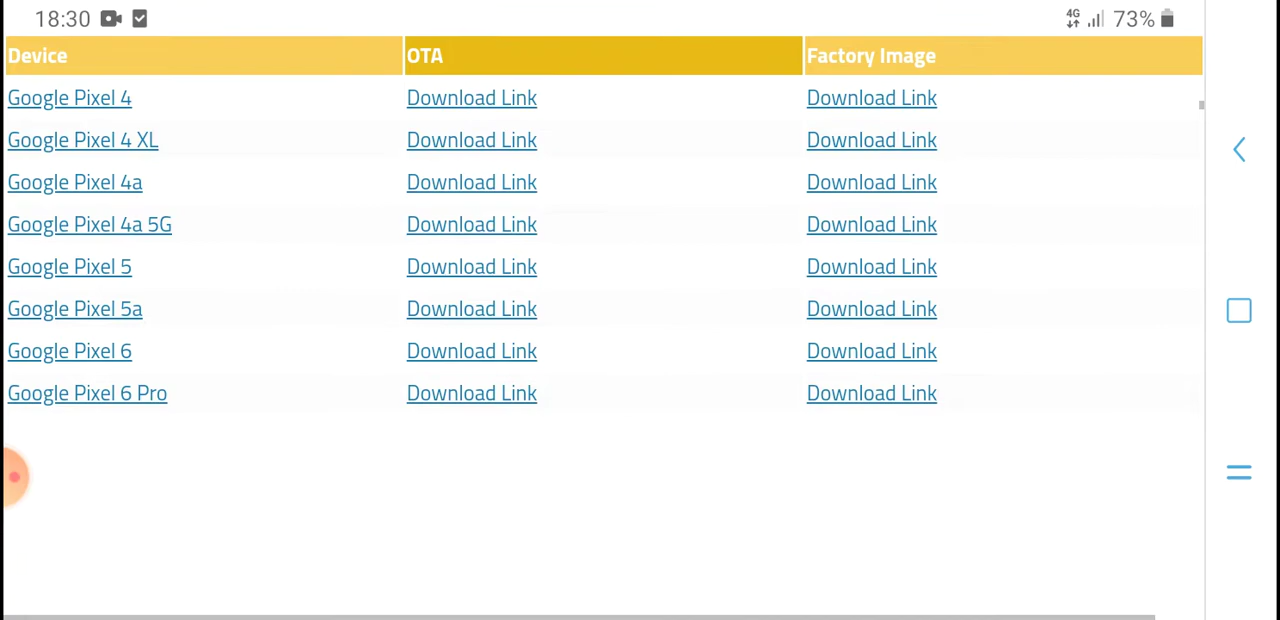 18:30 4G 73%
Device OTA Factory Image
Google Pixel 4 Download Link Download Link
Google Pixel 4 XL Download Link Download Link
Google Pixel 4a Download Link Download Link
Google Pixel 4a 5G Download Link Download Link
Google Pixel 5 Download Link Download Link
Google Pixel 5a Download Link Download Link
Google Pixel 6 Download Link Download Link
Google Pixel 6 Pro Download Link Download Link